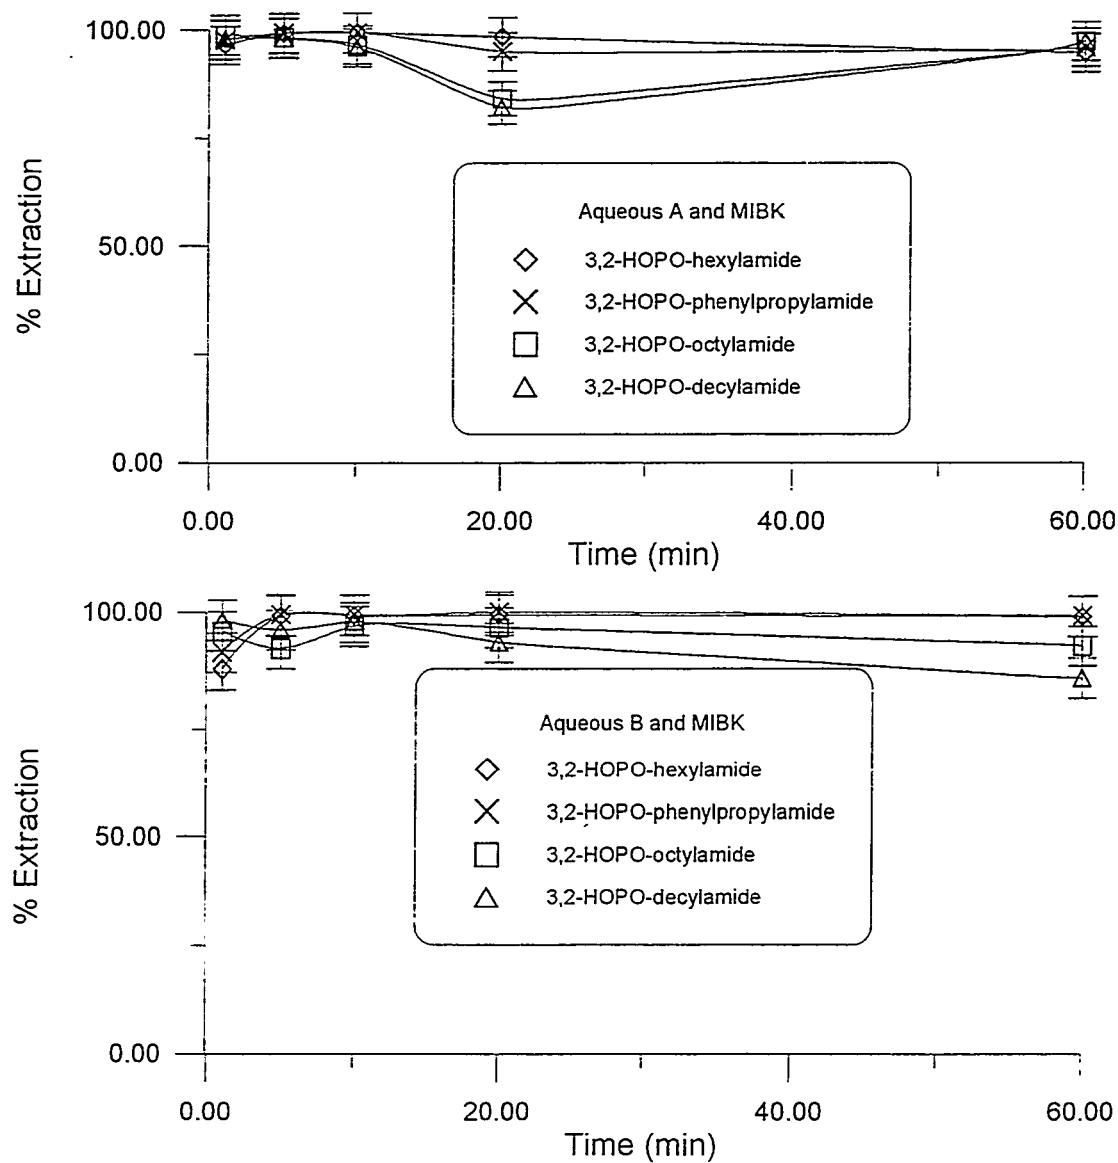 100.00
% Extraction
50.00
0.00
Aqueous A and MIBK
3,2-HOPO-hexylamide
3,2-HOPO-phenylpropylamide
3,2-HOPO-octylamide
3,2-HOPO-decylamide
0.00 20.00 40.00 60.00
Time (min)
100.00
% Extraction
50.00
0.00
Aqueous B and MIBK
3,2-HOPO-hexylamide
3,2-HOPO-phenylpropylamide
3,2-HOPO-octylamide
3,2-HOPO-decylamide
0.00 20.00 40.00 60.00
Time (min)